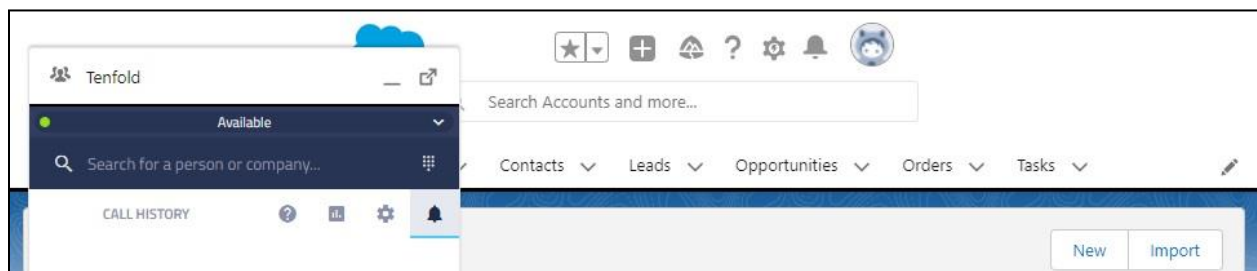 Tenfold
Available
Search for a person or company...
CALL HISTORY
Search Accounts and more...
Contacts
Leads
Opportunities
Orders
Tasks
New
Import